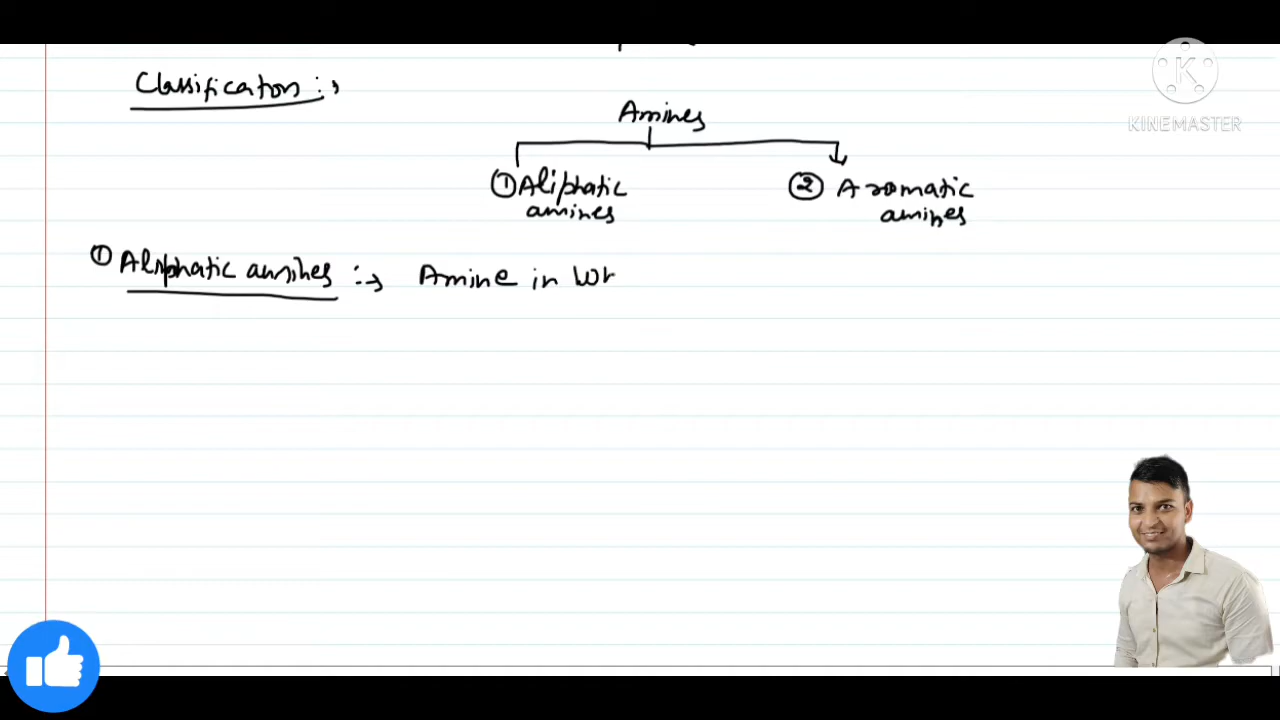 Classification :→
Amines
① Aliphatic amines
② Aromatic amines
① Aliphatic amines :→ Amine in wh
KINEMASTER